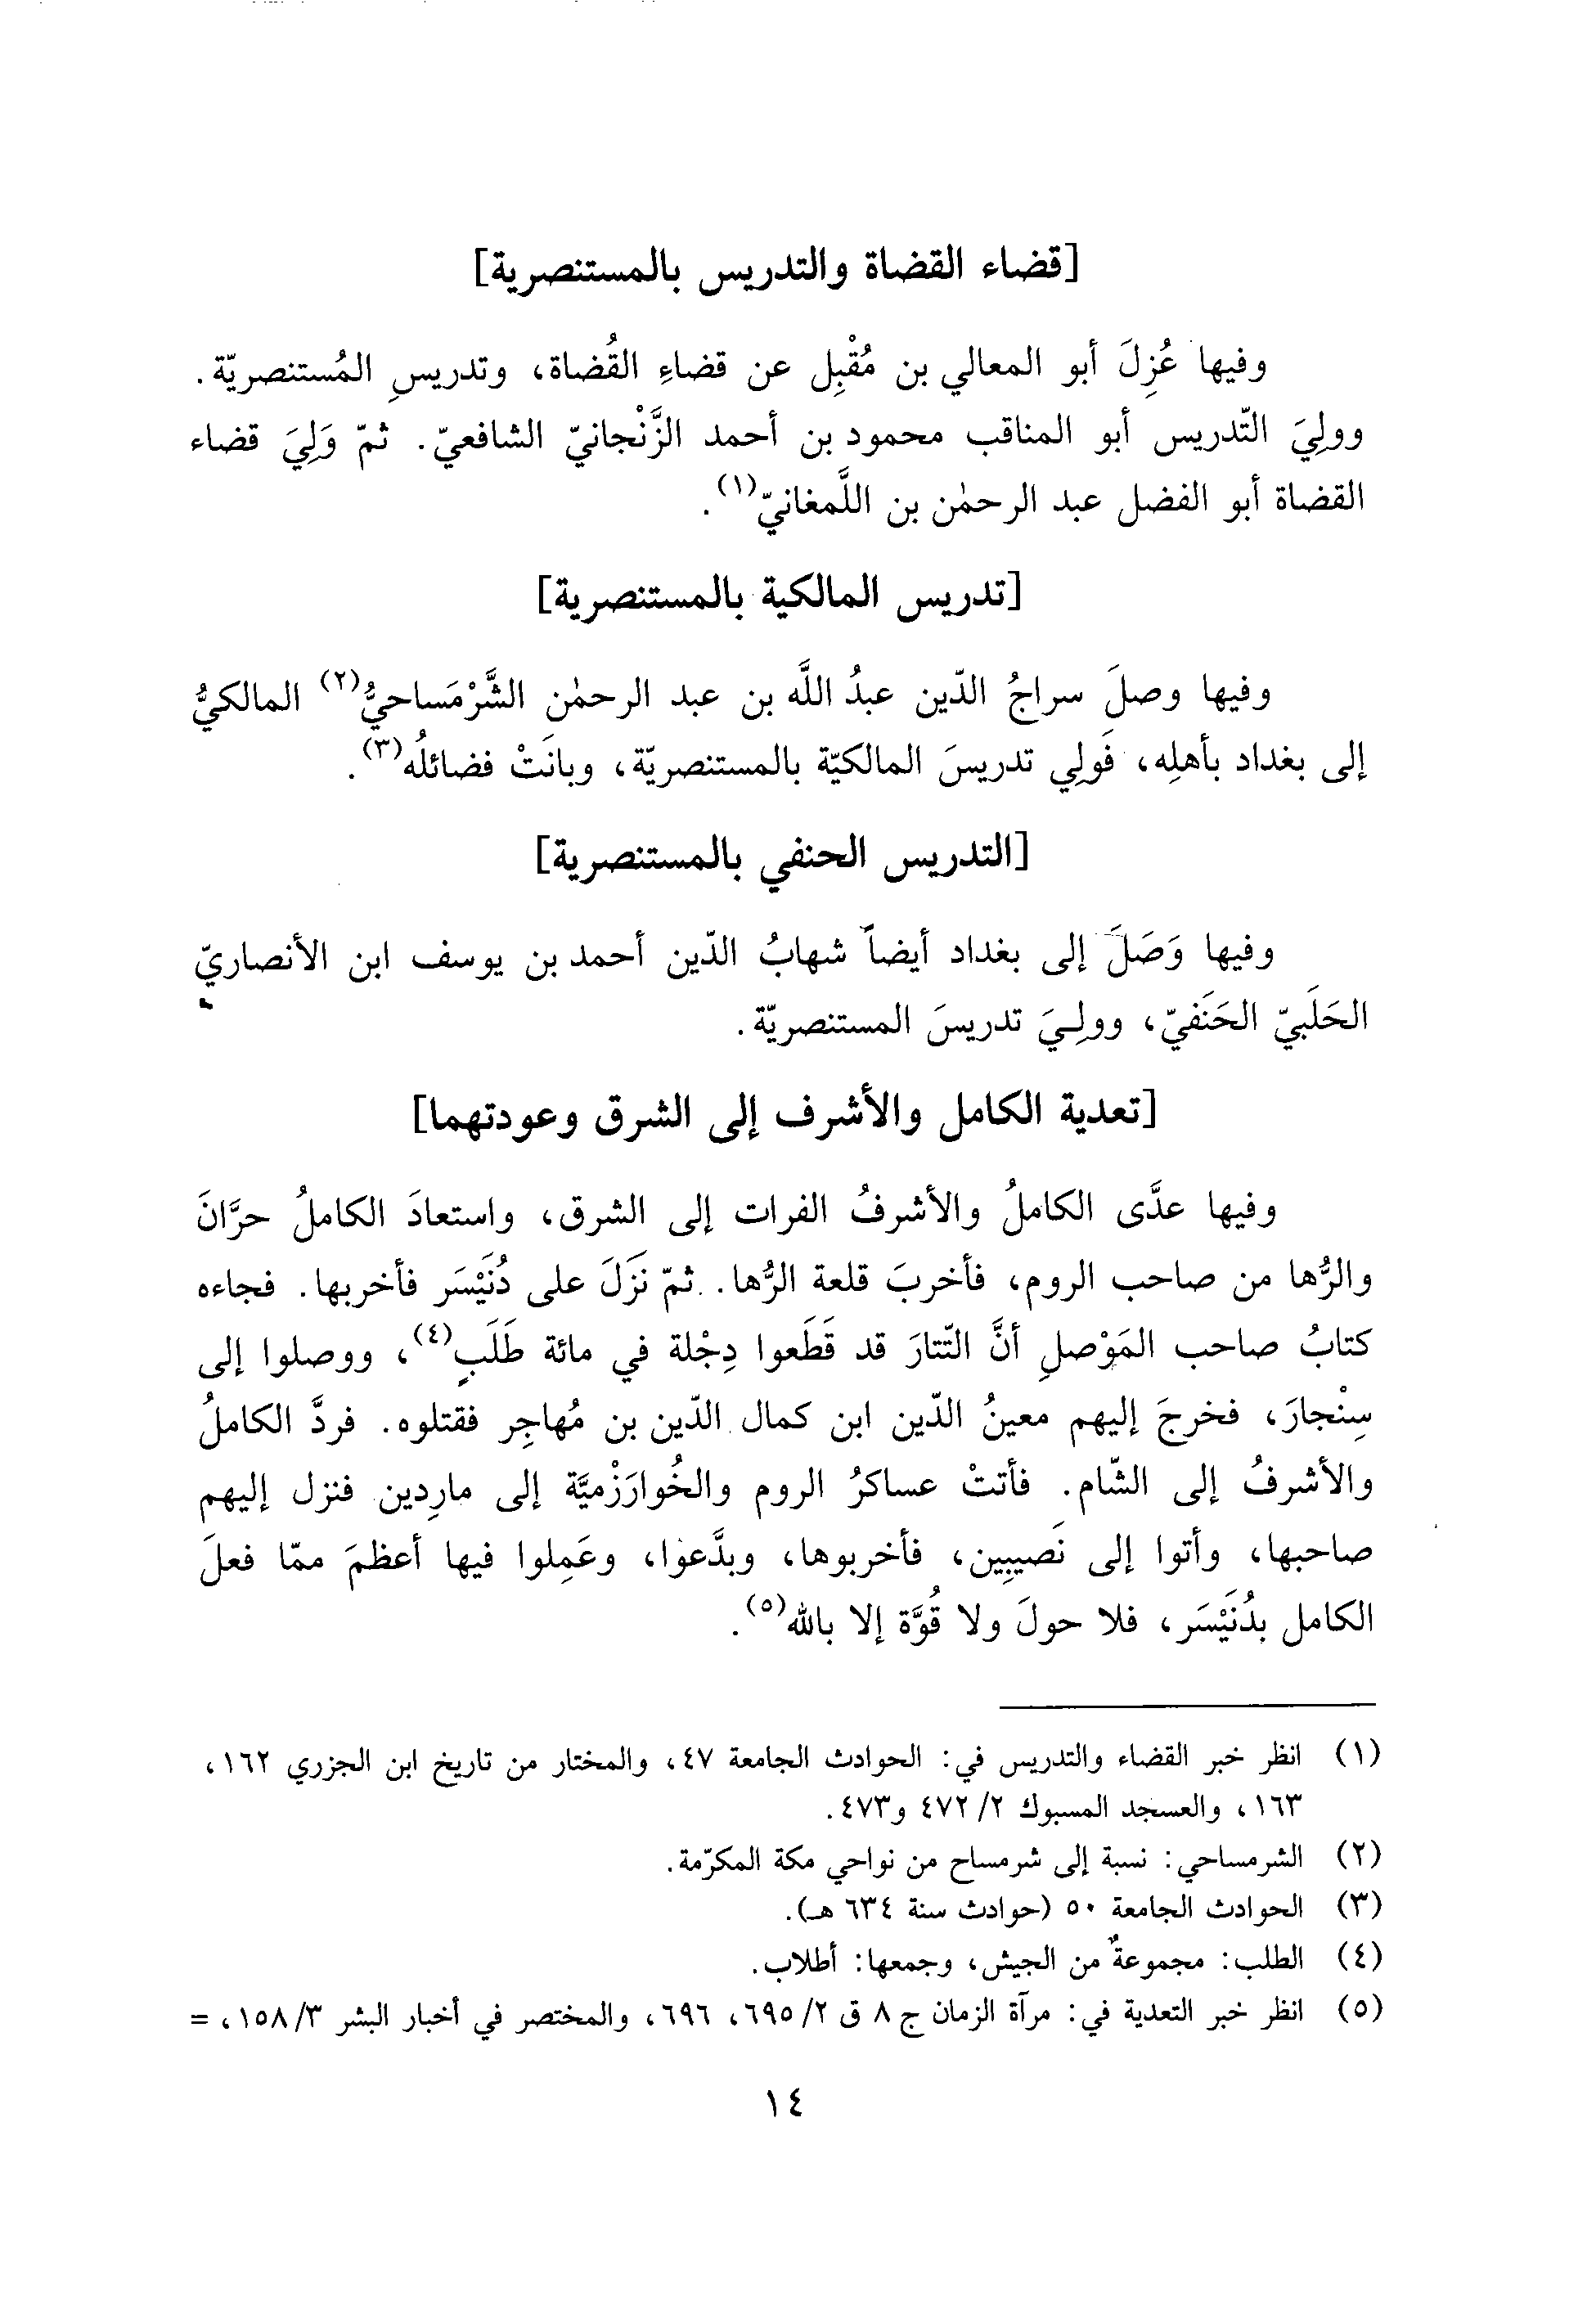 [قضاء القضاة والتدريس بالمستنصرية]
وفيها عُزِلَ أبو المعالي بن مُقْبِل عن قضاءِ القُضاة، وتدريسِ المُستنصريّة.
وولِيَ التّدريس أبو المناقب محمود بن أحمد الزَّنْجانيّ الشافعيّ. ثمّ وَلِيَ قضاء
القضاة أبو الفضل عبد الرحمٰن بن اللَّمغانيّ(١).
[تدريس المالكية بالمستنصرية]
وفيها وصلَ سراجُ الدّين عبدُ اللَّه بن عبد الرحمٰن الشَّرْمَساحيُّ(٢) المالكيُّ
إلى بغداد بأهلِه، فَولِي تدريسَ المالكيّة بالمستنصريّة، وبانَتْ فضائلُه(٣).
[التدريس الحنفي بالمستنصرية]
وفيها وَصَلَ إلى بغداد أيضاً شهابُ الدّين أحمد بن يوسف ابن الأنصاريّ
الحَلَبيّ الحَنَفيّ، وولِيَ تدريسَ المستنصريّة.
[تعدية الكامل والأشرف إلى الشرق وعودتهما]
وفيها عدَّى الكاملُ والأشرفُ الفرات إلى الشرق، واستعادَ الكاملُ حرَّانَ
والرُّها من صاحب الروم، فأخربَ قلعة الرُّها. ثمّ نَزَلَ على دُنَيْسَر فأخربها. فجاءه
كتابُ صاحب المَوْصلِ أنَّ التّتارَ قد قَطَعوا دِجْلة في مائة طَلَبٍ(٤)، ووصلوا إلى
سِنْجارَ، فخرجَ إليهم معينُ الدّين ابن كمال الدّين بن مُهاجِر فقتلوه. فردَّ الكاملُ
والأشرفُ إلى الشّام. فأتتْ عساكرُ الروم والخُوارَزْميَّة إلى مارِدين فنزل إليهم
صاحبها، وأتوا إلى نَصيبِين، فأخربوها، وبدَّعوا، وعَمِلوا فيها أعظمَ ممّا فعلَ
الكامل بدُنَيْسَر، فلا حولَ ولا قُوَّة إلا بالله(٥).
(١) انظر خبر القضاء والتدريس في: الحوادث الجامعة ٤٧، والمختار من تاريخ ابن الجزري ١٦٢،
١٦٣، والعسجد المسبوك ٢/ ٤٧٢ و٤٧٣.
(٢) الشرمساحي: نسبة إلى شرمساح من نواحي مكة المكرّمة.
(٣) الحوادث الجامعة ٥٠ (حوادث سنة ٦٣٤ هـ).
(٤) الطلب: مجموعةٌ من الجيش، وجمعها: أطلاب.
(٥) انظر خبر التعدية في: مرآة الزمان ج ٨ ق ٢/ ٦٩٥، ٦٩٦، والمختصر في أخبار البشر ٣/ ١٥٨، =
١٤